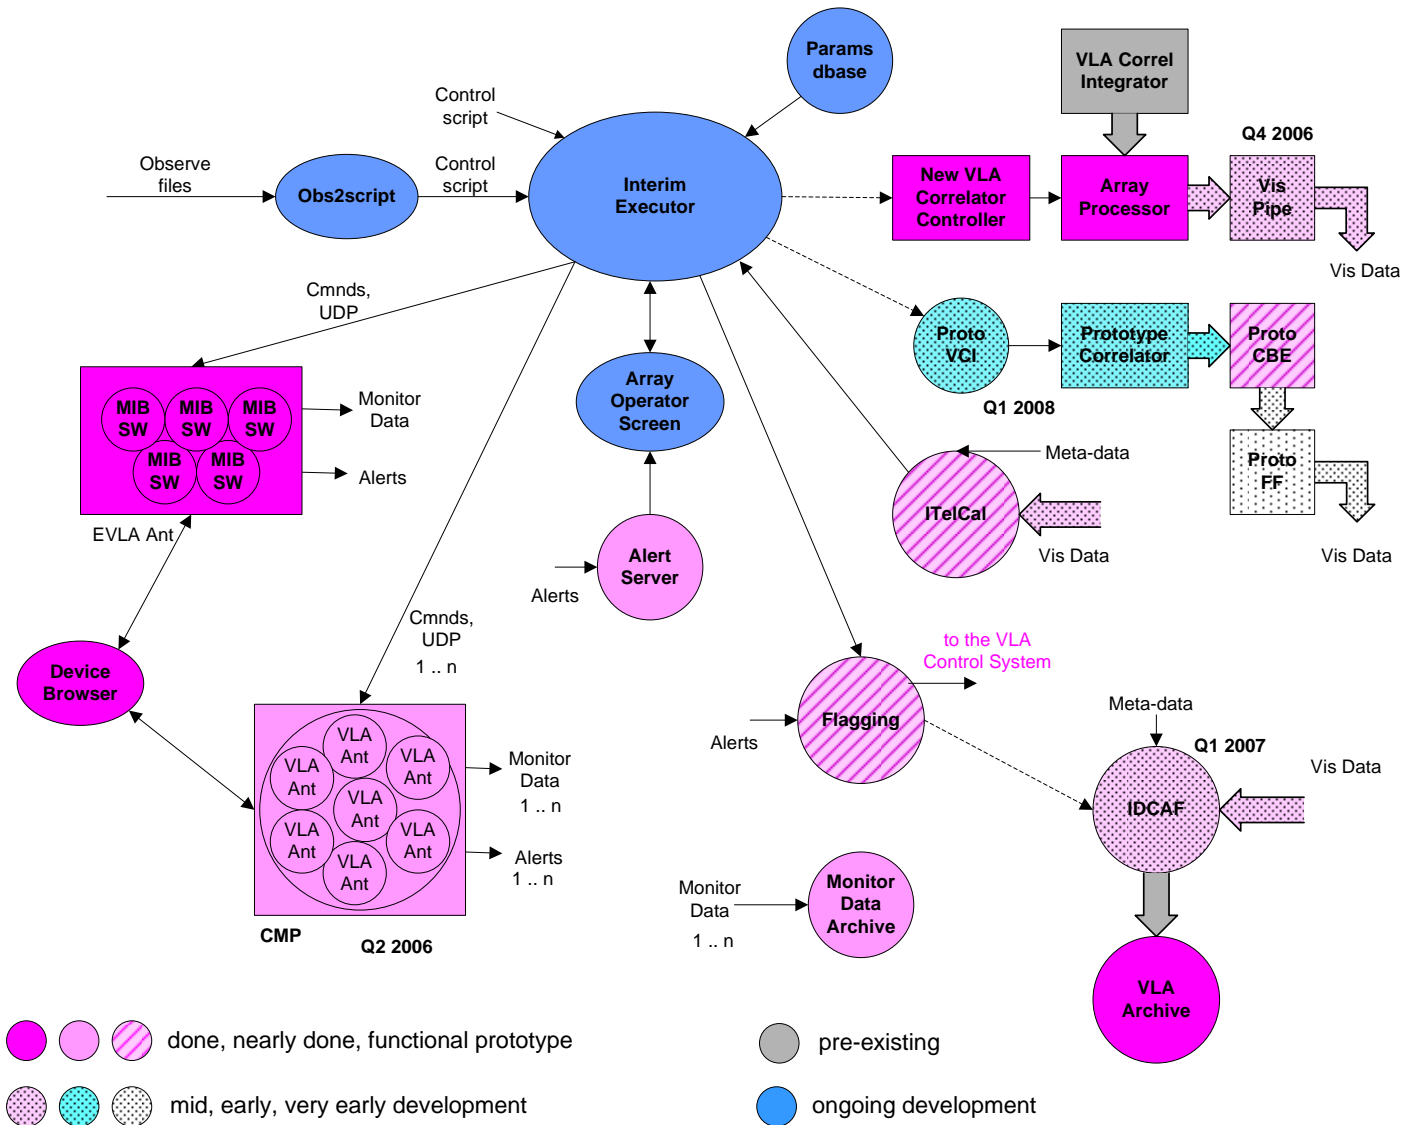 Params
dbase
VLA Correl
Integrator
Control
script
Q4 2006
Observe
files
Control
script
Obs2script
Interim
Executor
New VLA
Correlator
Controller
Array
Processor
Vis
Pipe
Vis Data
Cmnds,
UDP
Proto
VCI
Prototype
Correlator
Proto
CBE
Q1 2008
Array
Operator
Screen
MIB
SW
MIB
SW
MIB
SW
MIB
SW
MIB
SW
Monitor
Data
Alerts
EVLA Ant
Meta-data
Proto
FF
ITelCal
Vis Data
Vis Data
Alert
Server
Alerts
Cmnds,
UDP
1 .. n
to the VLA
Control System
Device
Browser
Flagging
Alerts
Meta-data
Q1 2007
Vis Data
IDCAF
VLA
Ant
VLA
Ant
VLA
Ant
VLA
Ant
VLA
Ant
VLA
Ant
VLA
Ant
Monitor
Data
1 .. n
Alerts
1 .. n
CMP
Q2 2006
Monitor
Data
1 .. n
Monitor
Data
Archive
VLA
Archive
done, nearly done, functional prototype
pre-existing
mid, early, very early development
ongoing development